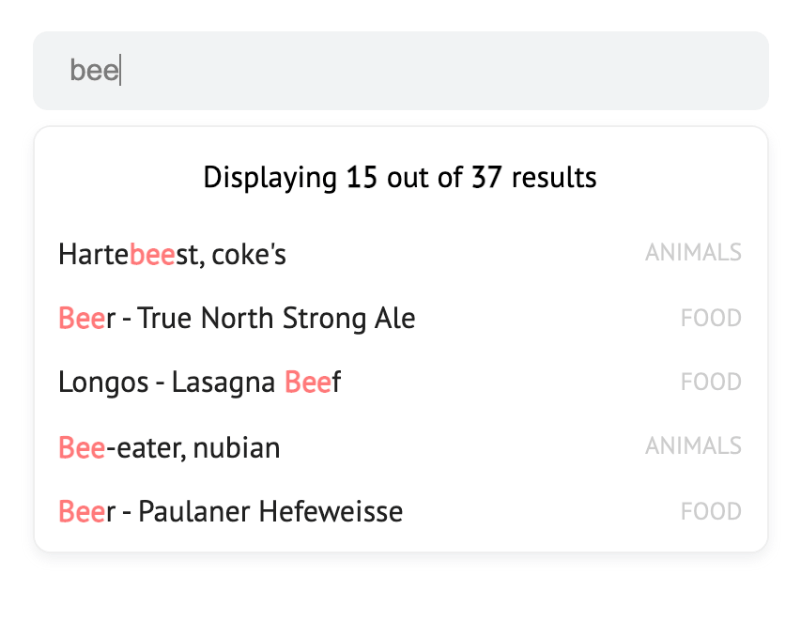 bee
Displaying 15 out of 37 results
Hartebeest, coke's ANIMALS
Beer - True North Strong Ale FOOD
Longos - Lasagna Beef FOOD
Bee-eater, nubian ANIMALS
Beer - Paulaner Hefeweisse FOOD